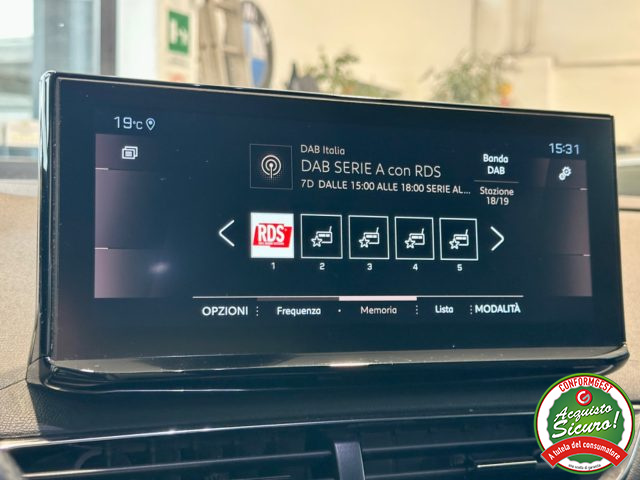 19°C
15:31
DAB Italia
DAB SERIE A con RDS
7D DALLE 15:00 ALLE 18:00 SERIE AL...
Banda
DAB
Stazione
18/19
RDS
1 2 3 4 5
OPZIONI Frequenza Memoria Lista MODALITÀ
CONFORMGEST
Acquisto
Sicuro!
a tutela del consumatore